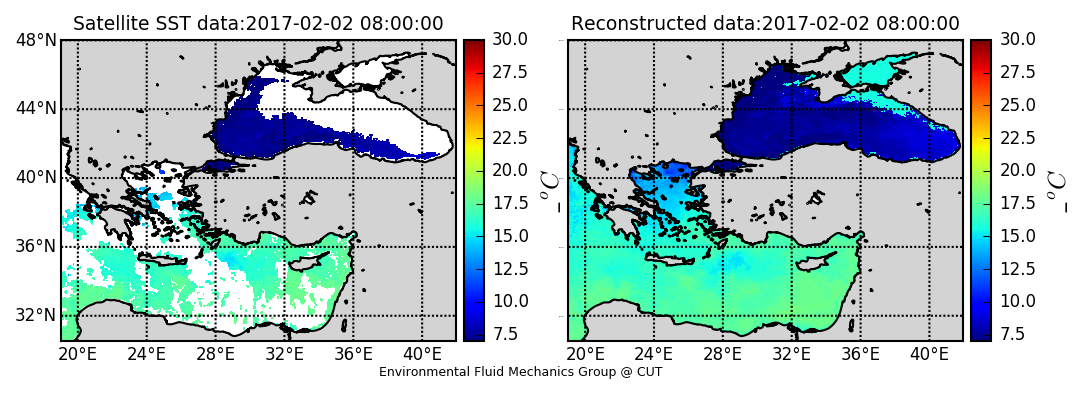 Satellite SST data:2017-02-02 08:00:00
48°N
44°N
40°N
36°N
32°N
20°E 24°E 28°E 32°E 36°E 40°E
30.0
27.5
25.0
22.5
20.0
17.5
15.0
12.5
10.0
7.5
_ °C
Reconstructed data:2017-02-02 08:00:00
20°E 24°E 28°E 32°E 36°E 40°E
30.0
27.5
25.0
22.5
20.0
17.5
15.0
12.5
10.0
7.5
_ °C
Environmental Fluid Mechanics Group @ CUT